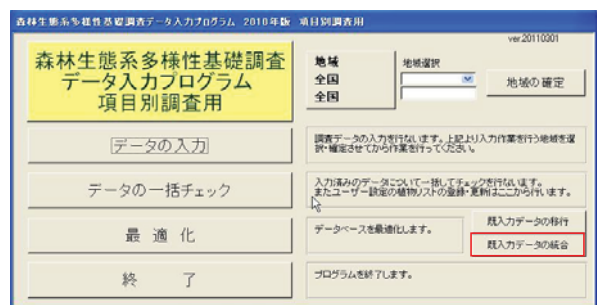 森林生態系多様性基礎調査データ入力プログラム 2010年版 項目別調査用
ver.20110301
森林生態系多様性基礎調査
データ入力プログラム
項目別調査用
地域
全国
全国
地域選択
地域の確定
データの入力
調査データの入力を行ないます。上記より入力作業を行う地域を選
択・確定させてから作業を行ってください。
データの一括チェック
入力済みのデータについて一括してチェックを行ないます。
またユーザー設定の植物リストの登録・更新はここから行います。
最 適 化
データベースを最適化します。
既入力データの移行
既入力データの統合
終 了
プログラムを終了します。